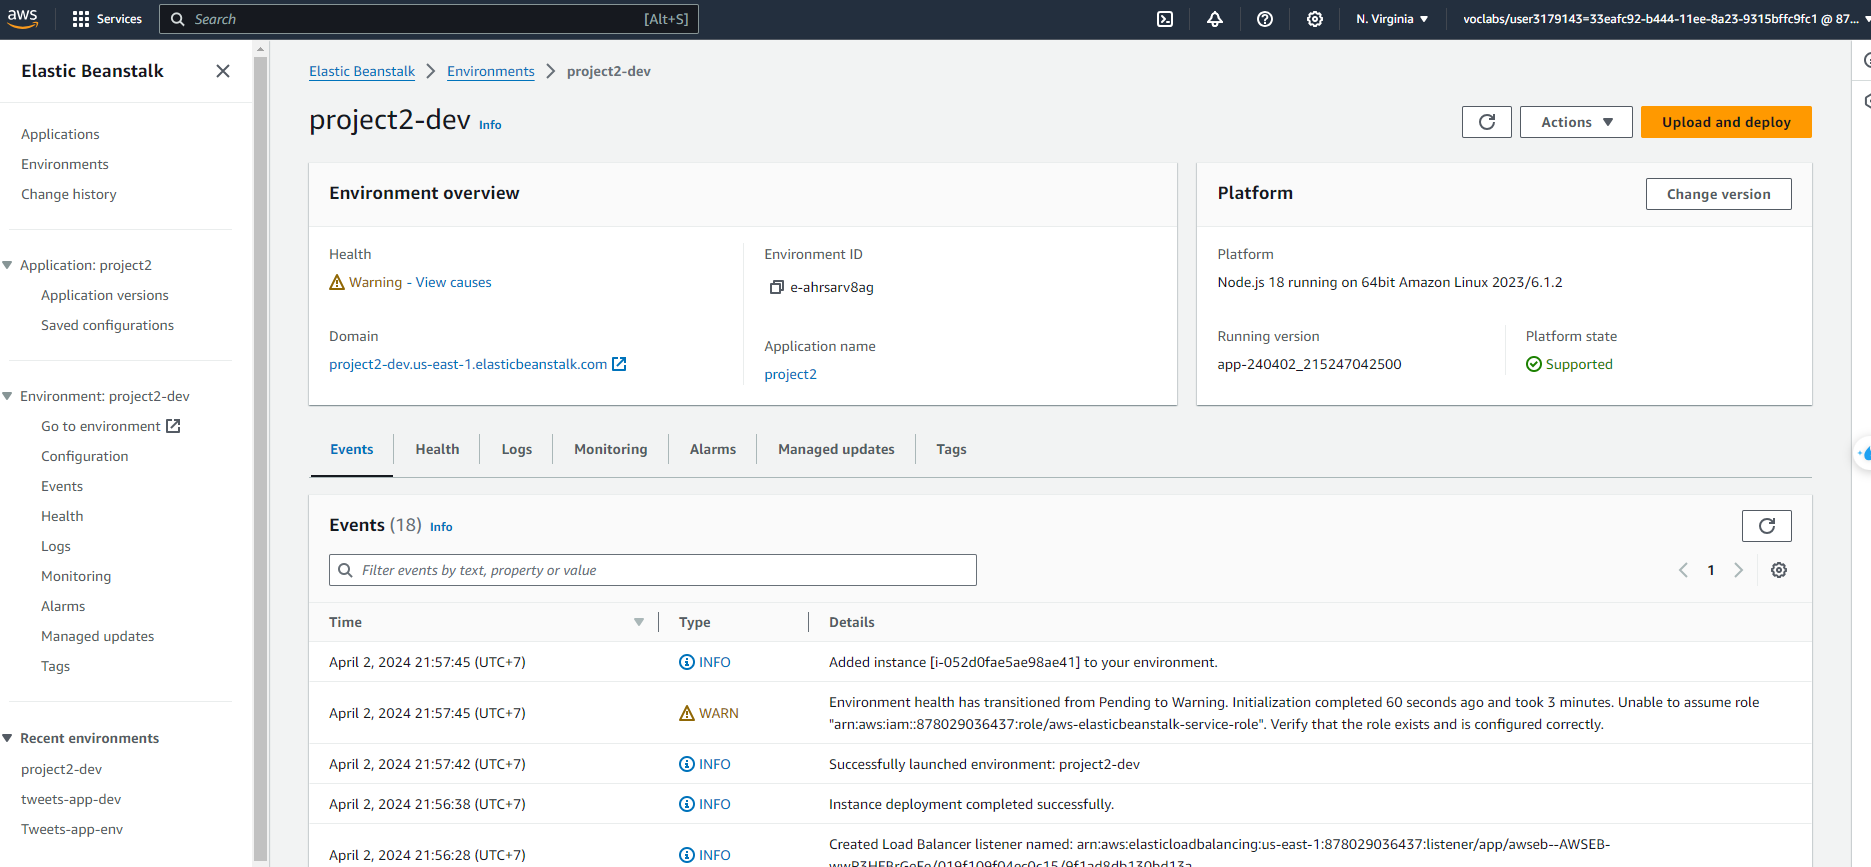 aws
Services
Search
[Alt+S]
N. Virginia
voclabs/user3179143=33eafc92-b444-11ee-8a23-9315bffc9fc1 @ 87...
Elastic Beanstalk
Applications
Environments
Change history
Application: project2
Application versions
Saved configurations
Environment: project2-dev
Go to environment
Configuration
Events
Health
Logs
Monitoring
Alarms
Managed updates
Tags
Recent environments
project2-dev
tweets-app-dev
Tweets-app-env
Elastic Beanstalk
Environments
project2-dev
project2-dev Info
Actions
Upload and deploy
Environment overview
Health
Warning - View causes
Domain
project2-dev.us-east-1.elasticbeanstalk.com
Environment ID
e-ahrsarv8ag
Application name
project2
Platform
Change version
Platform
Node.js 18 running on 64bit Amazon Linux 2023/6.1.2
Running version
app-240402_215247042500
Platform state
Supported
Events
Health
Logs
Monitoring
Alarms
Managed updates
Tags
Events (18) Info
Filter events by text, property or value
1
Time
Type
Details
April 2, 2024 21:57:45 (UTC+7)
INFO
Added instance [i-052d0fae5ae98ae41] to your environment.
April 2, 2024 21:57:45 (UTC+7)
WARN
Environment health has transitioned from Pending to Warning. Initialization completed 60 seconds ago and took 3 minutes. Unable to assume role
"arn:aws:iam::878029036437:role/aws-elasticbeanstalk-service-role". Verify that the role exists and is configured correctly.
April 2, 2024 21:57:42 (UTC+7)
INFO
Successfully launched environment: project2-dev
April 2, 2024 21:56:38 (UTC+7)
INFO
Instance deployment completed successfully.
April 2, 2024 21:56:28 (UTC+7)
INFO
Created Load Balancer listener named: arn:aws:elasticloadbalancing:us-east-1:878029036437:listener/app/awseb--AWSEB-